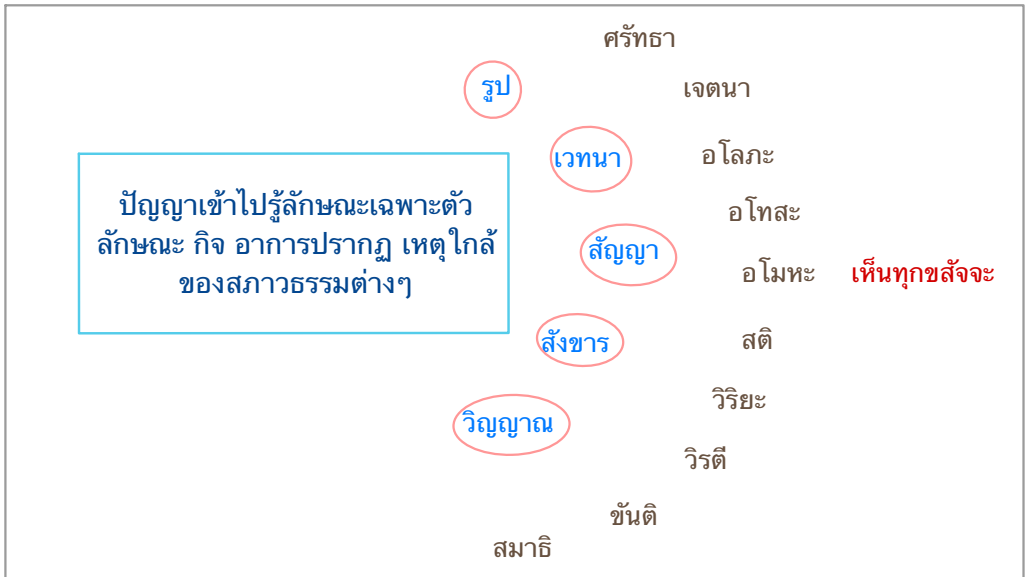 ศรัทธา
รูป
เจตนา
เวทนา
อโลภะ
ปัญญาเข้าไปรู้ลักษณะเฉพาะตัว
ลักษณะ กิจ อาการปรากฏ เหตุใกล้
ของสภาวธรรมต่างๆ
อโทสะ
สัญญา
อโมหะ เห็นทุกขสัจจะ
สังขาร
สติ
วิริยะ
วิญญาณ
วิรตี
ขันติ
สมาธิ